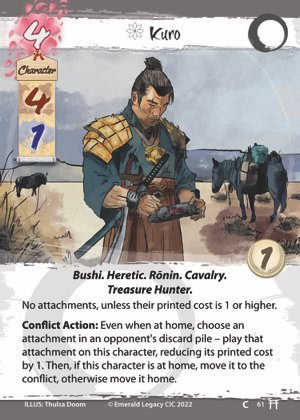 4
Kuro
Character
4
1
1
Bushi. Heretic. Rōnin. Cavalry.
Treasure Hunter.
No attachments, unless their printed cost is 1 or higher.
Conflict Action: Even when at home, choose an
attachment in an opponent's discard pile – play that
attachment on this character, reducing its printed cost
by 1. Then, if this character is at home, move it to the
conflict, otherwise move it home.
ILLUS: Thulsa Doom © Emerald Legacy CIC 2022 C 61